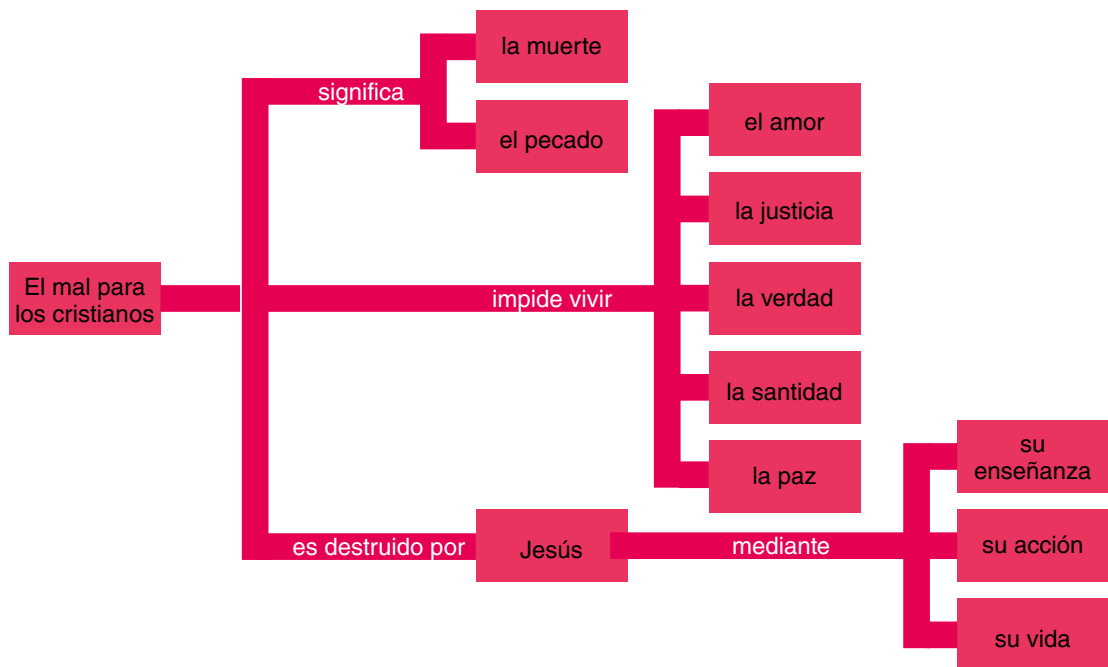 El mal para
los cristianos
significa
la muerte
el pecado
impide vivir
el amor
la justicia
la verdad
la santidad
la paz
es destruido por
Jesús
mediante
su
enseñanza
su acción
su vida